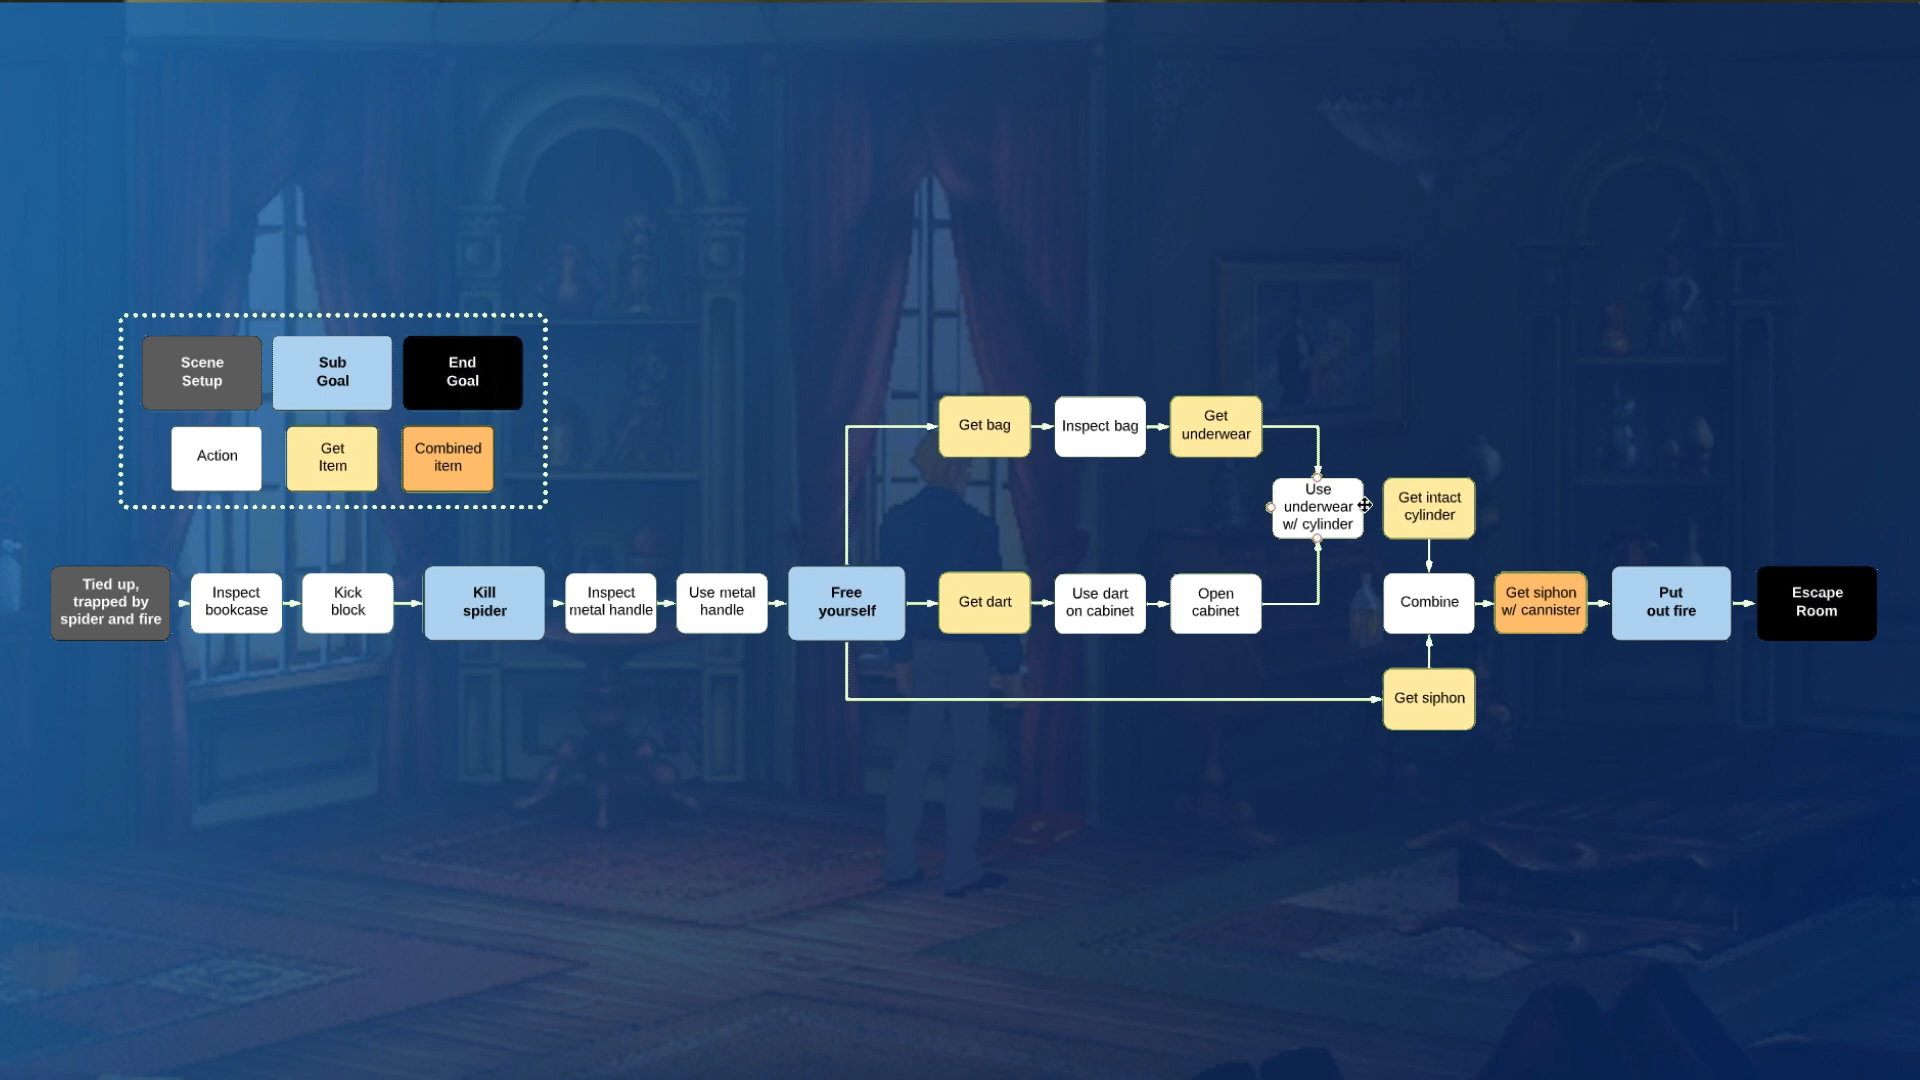 Scene
Setup
Sub
Goal
End
Goal
Action
Get
Item
Combined
item
Tied up,
trapped by
spider and fire
Inspect
bookcase
Kick
block
Kill
spider
Inspect
metal handle
Use metal
handle
Free
yourself
Get bag
Inspect bag
Get
underwear
Get dart
Use dart
on cabinet
Open
cabinet
Use
underwear
w/ cylinder
Get intact
cylinder
Combine
Get siphon
Get siphon
w/ cannister
Put
out fire
Escape
Room